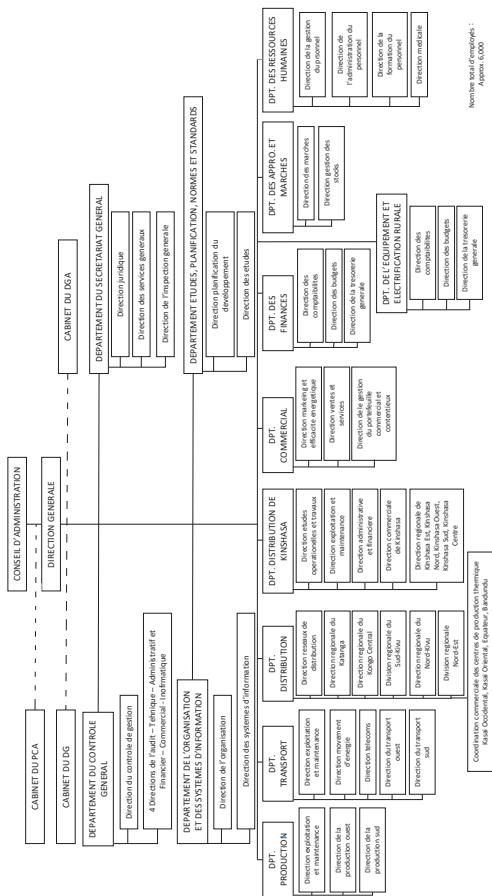 CONSEIL D'ADMINISTRATION
CABINET DU PCA
DIRECTION GENERALE
CABINET DU DG
CABINET DU DGA
DEPARTEMENT DU CONTROLE
GENERAL
Direction du controle de gestion
4 Directions de l'audit – Tehnique – Administratif et
Financier – Commercial - Inofrmatique
DEPARTEMENT DU SECRETARIAT GENERAL
Direction juridique
Direction des services generaux
Direction de l'inspection generale
DEPARTEMENT DE L'ORGANISATION
ET DES SYSTEMES D'INFORMATION
Direction de l'organisation
Direction des systemes d'information
DEPARTEMENT ETUDES, PLANIFICATION, NORMES ET STANDARDS
Direction planification du
developpement
Direction des etudes
DPT.
PRODUCTION
Direction exploitation
et maintenance
Direction de la
production ouest
Direction de la
production sud
DPT.
TRANSPORT
Direction exploitation
et maintenance
Direction movement
d'energie
Direction telecoms
Direction du transport
ouest
Direction du transport
sud
DPT.
DISTRIBUTION
Direction reseaux de
distribution
Direction regionale du
Katanga
Direction regionale du
Kongo Central
Division regionale du
Sud-Kivu
Direction regionale du
Nord-Kivu
Division regionale
Nord-Est
Coordination commerciale des centres de production thermique
Kasai Occidental, Kasai Oriental, Equateur, Bandundu
DPT. DISTRIBUTION DE
KINSHASA
Direction etudes
operationelles et travaux
Direction exploitation et
maintenance
Direction administrative
et financiere
Direction commerciale
de Kinshasa
Direction regionale de
Kinshasa Est, Kinshasa
Nord, Kinshasa Ouest,
Kinshasa Sud, Kinshasa
Centre
DPT.
COMMERCIAL
Direction markeing et
efficacite energetique
Direction ventes et
services
Direction de le gestion
du portefeuille
commercial et
contentieux
DPT. DES
FINANCES
Direction des
comptaibilites
Direction des budgets
Direction de la tresorerie
generale
DPT. DES APPRO. ET
MARCHES
Direction des marches
Direction gestion des
stocks
DPT. DE L'EQUIPEMENT ET
ELECTRIFICATION RURALE
Direction des
comptaibilites
Direction des budgets
Direction de la tresorerie
generale
DPT. DES RESSOURCES
HUMAINES
Direction de la gestion
du prsonnel
Direction de
l'administration du
personnel
Direction de la
formation du
personnel
Direction medicale
Nombre total d'employés :
Approx. 6,000